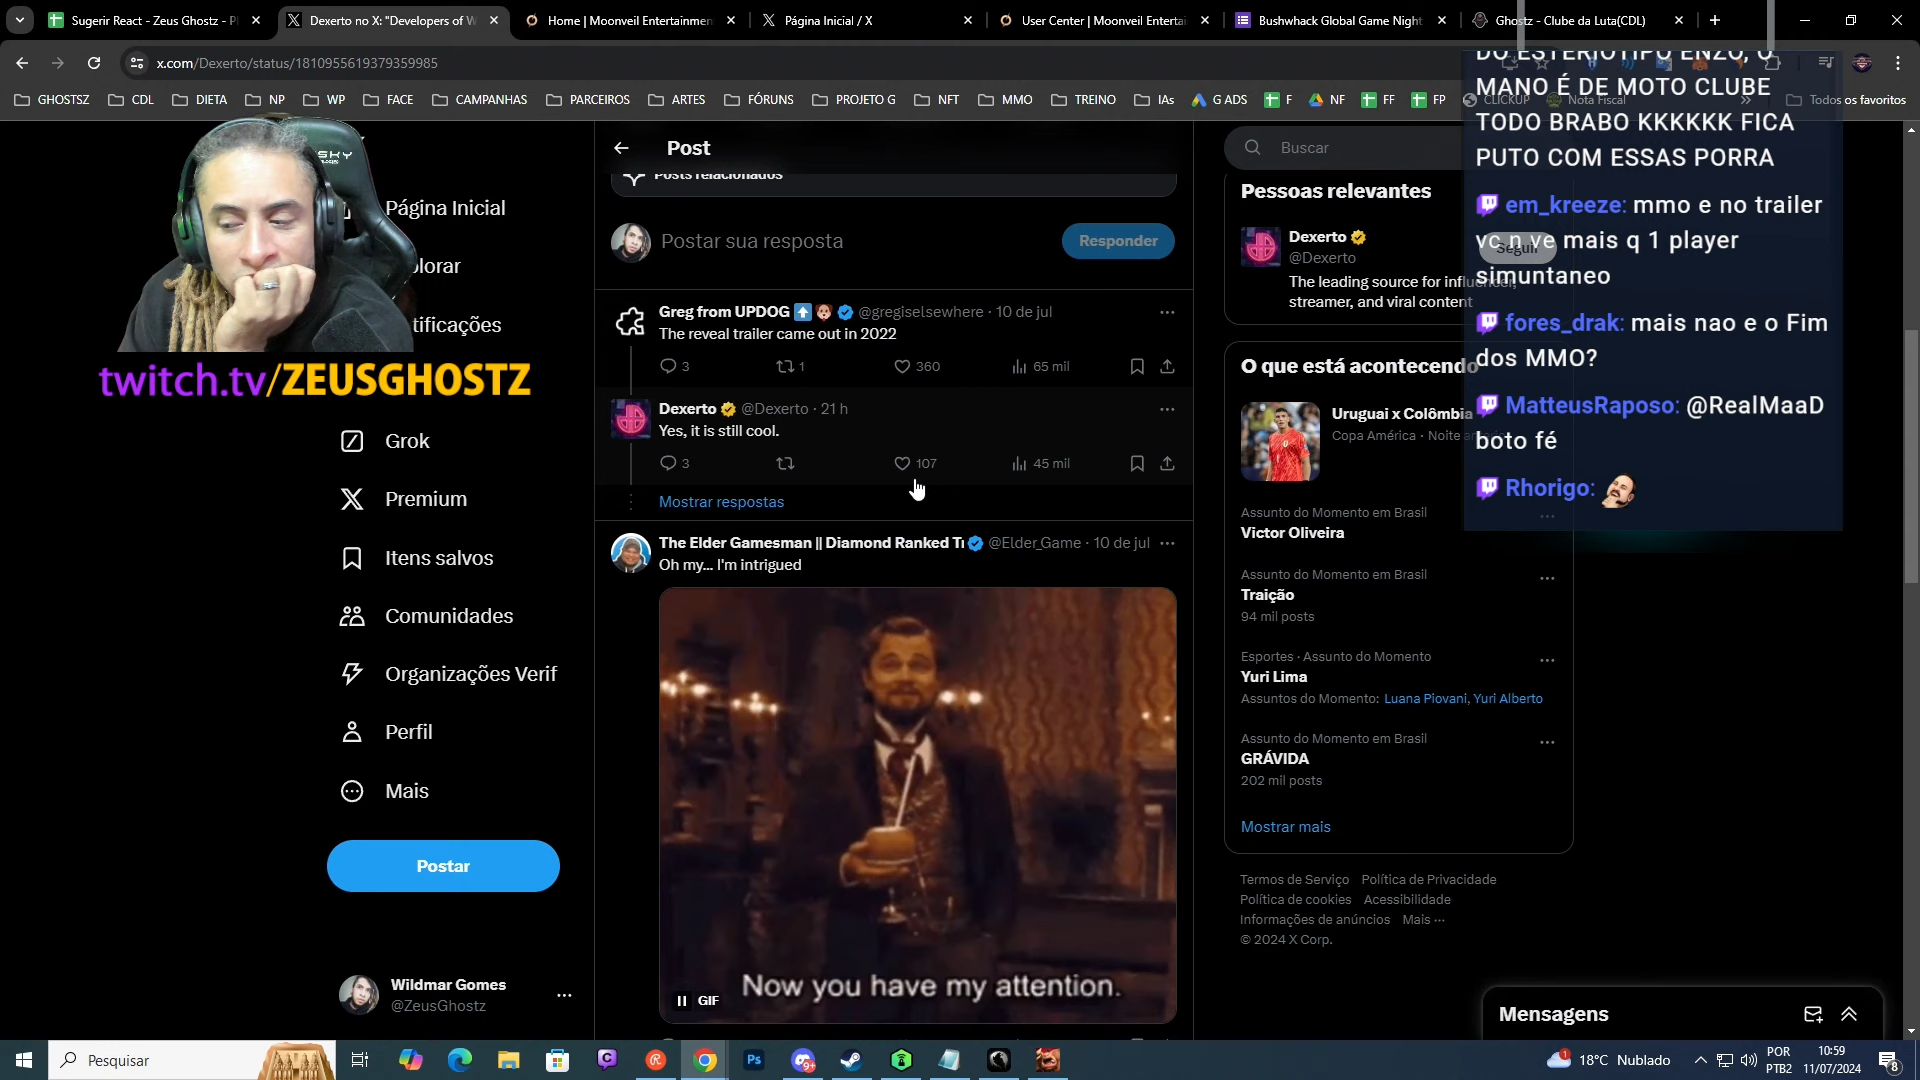 Sugerir React - Zeus Ghostz - Pl
Dexerto no X: "Developers of W
Home | Moonveil Entertainmen
Página Inicial / X
User Center | Moonveil Enterta
Bushwhack Global Game Night
Ghostz - Clube da Luta(CDL)
x.com/Dexerto/status/1810955619379359985
GHOSTSZ
CDL
DIETA
NP
WP
FACE
CAMPANHAS
PARCEIROS
ARTES
FÓRUNS
PROJETO G
NFT
MMO
TREINO
IAs
G ADS
F
NF
FF
FP
CLICKUP
Nota Fiscal
Todos os favoritos
DO ESTERIOTIPO ENZO, O
MANO É DE MOTO CLUBE
TODO BRABO KKKKKK FICA
PUTO COM ESSAS PORRA
em_kreeze: mmo e no trailer
vc n ve mais q 1 player
simuntaneo
fores_drak: mais nao e o Fim
dos MMO?
MatteusRaposo: @RealMaaD
boto fé
Rhorigo:
twitch.tv/ZEUSGHOSTZ
Página Inicial
Grok
Premium
Itens salvos
Comunidades
Organizações Verif
Perfil
Mais
Postar
Wildmar Gomes
@ZeusGhostz
Post
Posts relacionados
Postar sua resposta
Responder
Greg from UPDOG @gregiselsewhere · 10 de jul
The reveal trailer came out in 2022
3 1 360 65 mil
Dexerto @Dexerto · 21 h
Yes, it is still cool.
3 107 45 mil
Mostrar respostas
The Elder Gamesman || Diamond Ranked @Elder_Game · 10 de jul
Oh my... I'm intrigued
Now you have my attention.
GIF
Buscar
Pessoas relevantes
Dexerto
@Dexerto
Seguir
The leading source for influencer,
streamer, and viral content
O que está acontecendo
Uruguai x Colômbia
Copa América · Noite
Assunto do Momento em Brasil
Victor Oliveira
Assunto do Momento em Brasil
Traição
94 mil posts
Esportes · Assunto do Momento
Yuri Lima
Assuntos do Momento: Luana Piovani, Yuri Alberto
Assunto do Momento em Brasil
GRÁVIDA
202 mil posts
Mostrar mais
Termos de Serviço Política de Privacidade
Política de cookies Acessibilidade
Informações de anúncios Mais ···
© 2024 X Corp.
Mensagens
Pesquisar
18°C Nublado
POR
PTB2
10:59
11/07/2024
8